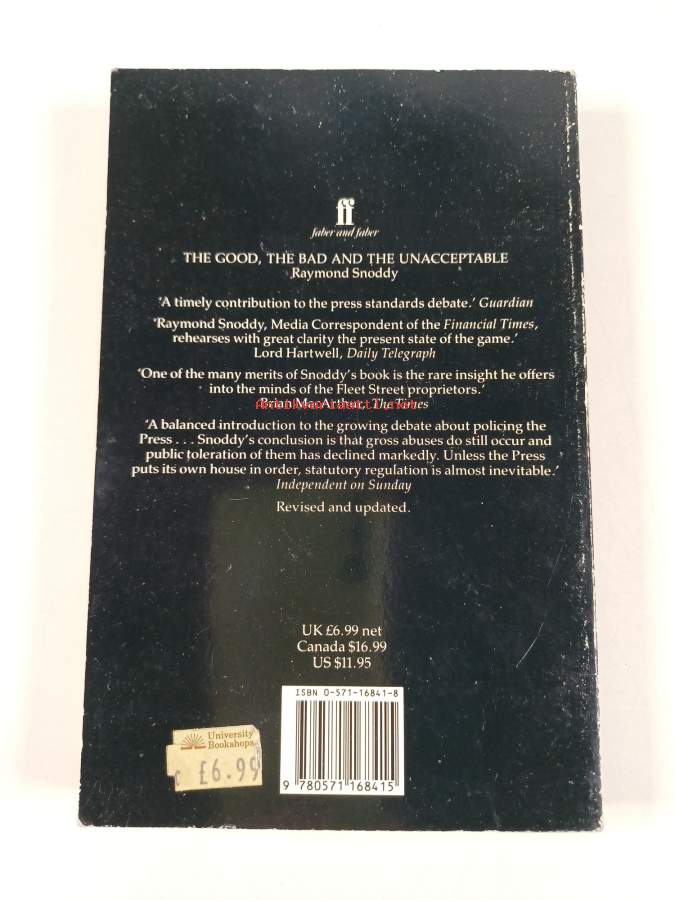 ff
faber and faber
THE GOOD, THE BAD AND THE UNACCEPTABLE
Raymond Snoddy
'A timely contribution to the press standards debate.' Guardian
'Raymond Snoddy, Media Correspondent of the Financial Times,
rehearses with great clarity the present state of the game.'
Lord Hartwell, Daily Telegraph
'One of the many merits of Snoddy's book is the rare insight he offers
into the minds of the Fleet Street proprietors.'
Brian MacArthur, The Times
'A balanced introduction to the growing debate about policing the
Press . . . Snoddy's conclusion is that gross abuses do still occur and
public toleration of them has declined markedly. Unless the Press
puts its own house in order, statutory regulation is almost inevitable.'
Independent on Sunday
Revised and updated.
UK £6.99 net
Canada $16.99
US $11.95
ISBN 0-571-16841-8
9 780571 168415
University
Bookshops
£6.99